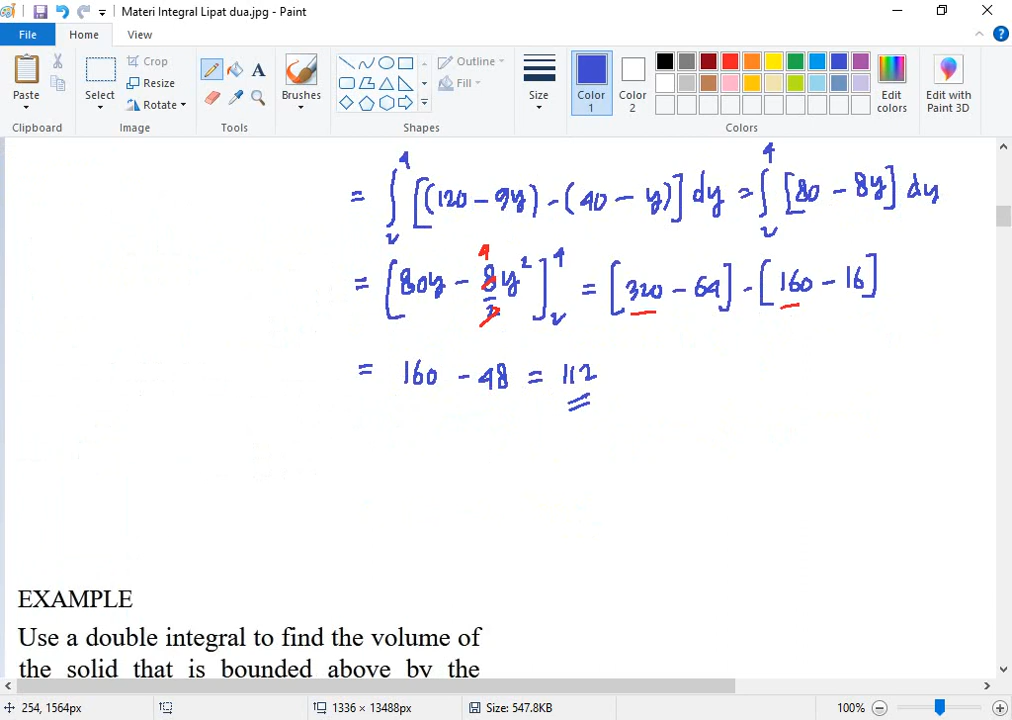 Materi Integral Lipat dua.jpg - Paint
File Home View
Paste Select Crop Resize Rotate A Brushes Outline Fill Size Color 1 Color 2 Edit colors Edit with Paint 3D
Clipboard Image Tools Shapes Colors
= ∫₂⁴ [(120 - 9y) - (40 - y)] dy = ∫₂⁴ [80 - 8y] dy
= [80y - 8/2 y²]₂⁴ = [320 - 64] - [160 - 16]
4
= 160 - 48 = 112
EXAMPLE
Use a double integral to find the volume of
the solid that is bounded above by the
254, 1564px 1336 × 13488px Size: 547.8KB 100%